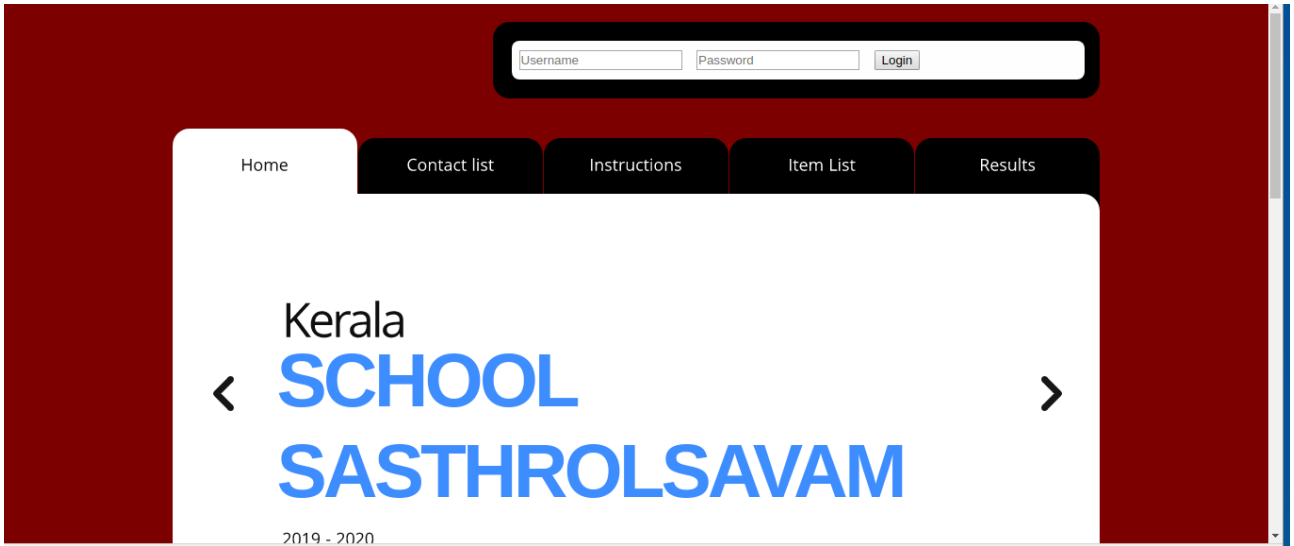 Username Password Login
Home Contact list Instructions Item List Results
Kerala
SCHOOL
SASTHROLSAVAM
2019 - 2020